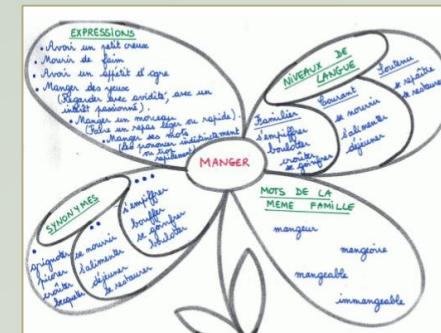 EXPRESSIONS
• Avoir un petit creux
• Mourir de faim
• Avoir un appétit d'ogre
• Manger des yeux
(Regarder avec avidité, avec un
intérêt passionné).
• Manger un morceau
(Faire un repas léger ou rapide).
• Manger ses mots
(Les prononcer indistinctement
ou trop
rapidement)
NIVEAUX DE
LANGUE
Familier
s'empiffrer
boulotter
croûter
se goinfrer
Courant
se nourrir
s'alimenter
déjeuner
Soutenu
se repaître
se restaurer
MANGER
SYNONYMES
•
grignoter
picorer
croûter
becqueter
••
se nourrir
s'alimenter
déjeuner
se restaurer
•••
s'empiffrer
bouffer
se goinfrer
boulotter
MOTS DE LA
MEME FAMILLE
mangeur
mangeoire
mangeable
immangeable